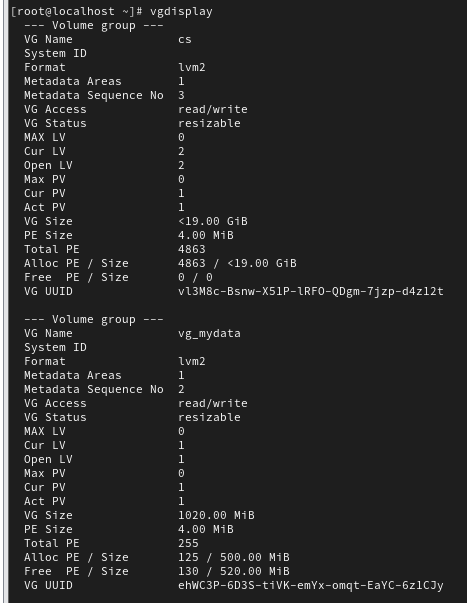 [root@localhost ~]# vgdisplay
  --- Volume group ---
  VG Name               cs
  System ID
  Format                lvm2
  Metadata Areas        1
  Metadata Sequence No  3
  VG Access             read/write
  VG Status             resizable
  MAX LV                0
  Cur LV                2
  Open LV               2
  Max PV                0
  Cur PV                1
  Act PV                1
  VG Size               <19.00 GiB
  PE Size               4.00 MiB
  Total PE              4863
  Alloc PE / Size       4863 / <19.00 GiB
  Free  PE / Size       0 / 0
  VG UUID               vl3M8c-Bsnw-X51P-lRFO-QDgm-7jzp-d4z12t

  --- Volume group ---
  VG Name               vg_mydata
  System ID
  Format                lvm2
  Metadata Areas        1
  Metadata Sequence No  2
  VG Access             read/write
  VG Status             resizable
  MAX LV                0
  Cur LV                1
  Open LV               1
  Max PV                0
  Cur PV                1
  Act PV                1
  VG Size               1020.00 MiB
  PE Size               4.00 MiB
  Total PE              255
  Alloc PE / Size       125 / 500.00 MiB
  Free  PE / Size       130 / 520.00 MiB
  VG UUID               ehWC3P-6D3S-tiVK-emYx-omqt-EaYC-6z1CJy